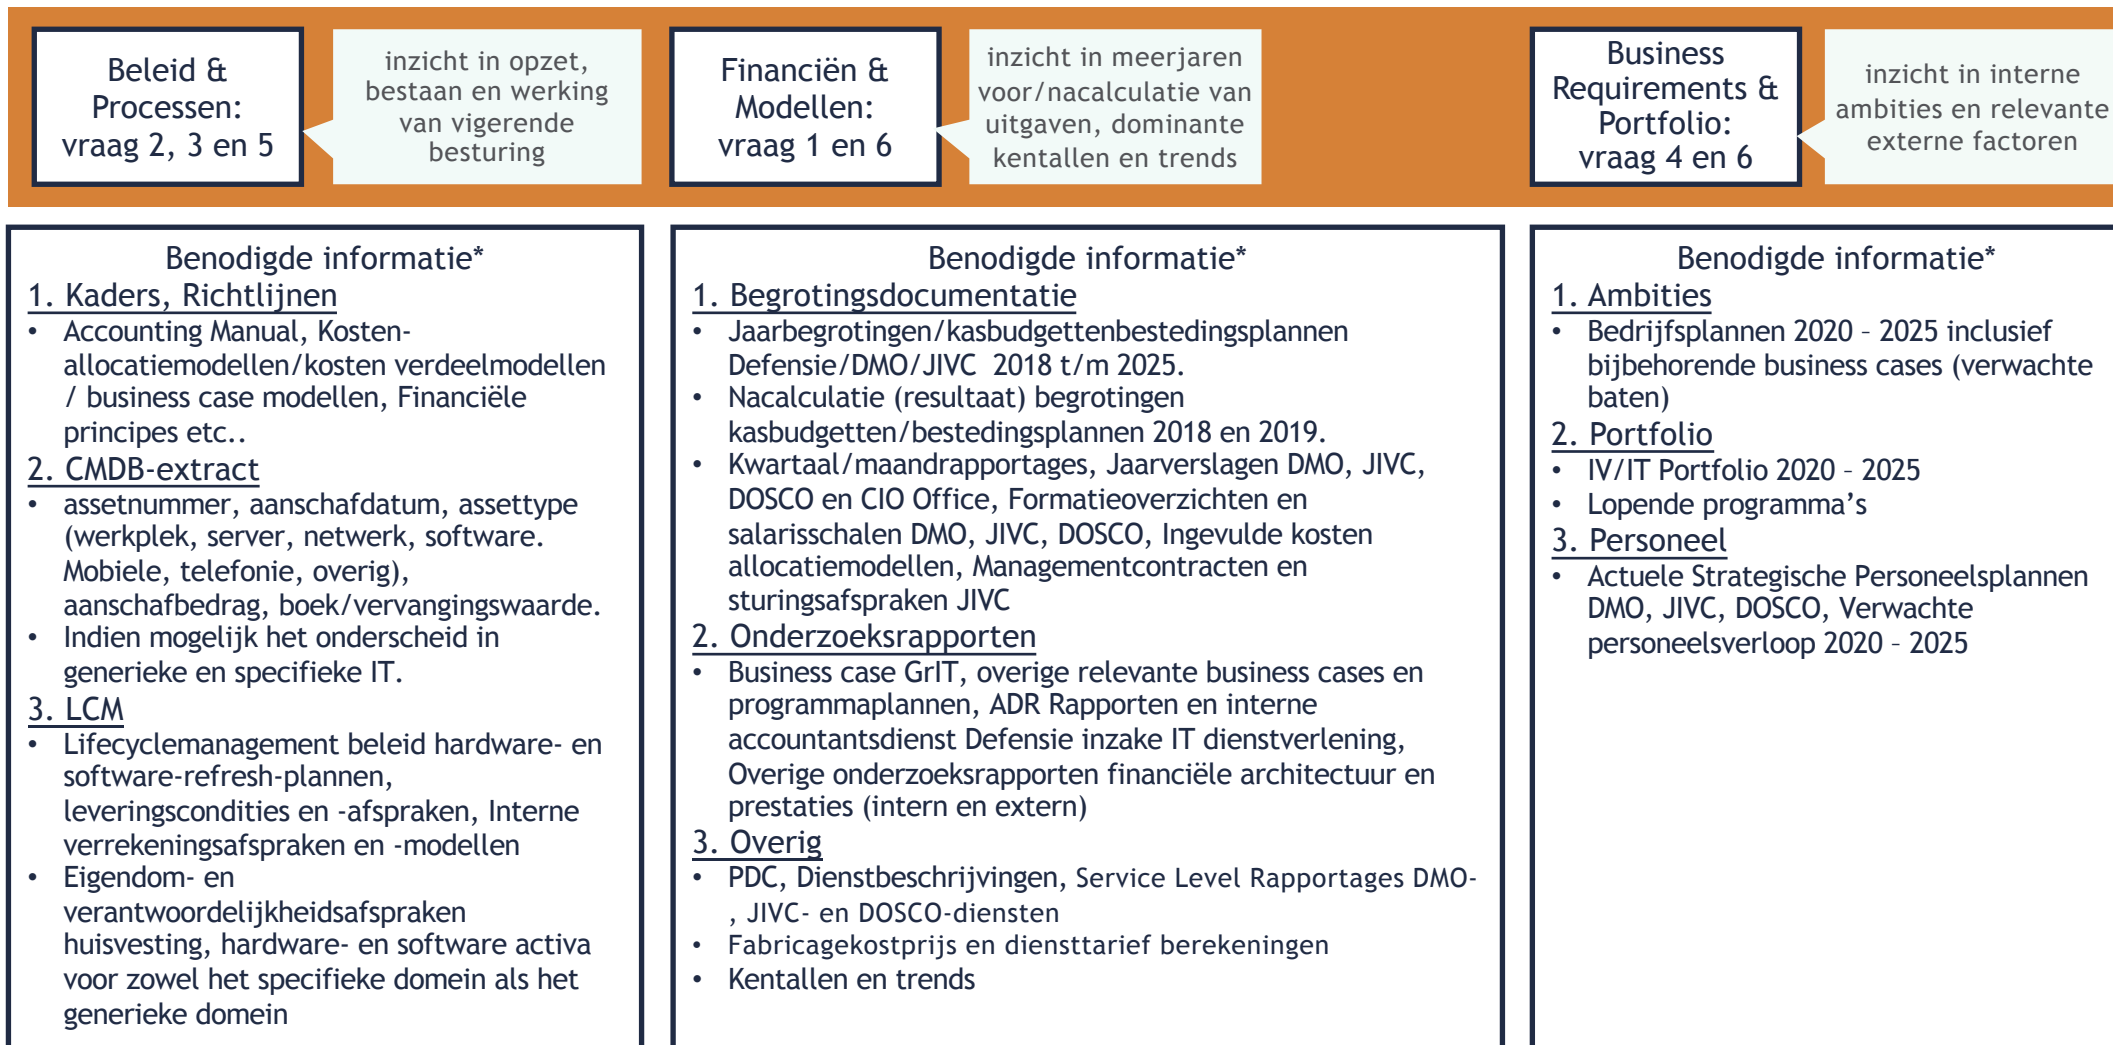 Beleid &
Processen:
vraag 2, 3 en 5
inzicht in opzet,
bestaan en werking
van vigerende
besturing
Financiën &
Modellen:
vraag 1 en 6
inzicht in meerjaren
voor/nacalculatie van
uitgaven, dominante
kentallen en trends
Business
Requirements &
Portfolio:
vraag 4 en 6
inzicht in interne
ambities en relevante
externe factoren
Benodigde informatie*
1. Kaders, Richtlijnen
• Accounting Manual, Kosten-
allocatiemodellen/kosten verdeelmodellen
/ business case modellen, Financiële
principes etc..
2. CMDB-extract
• assetnummer, aanschafdatum, assettype
(werkplek, server, netwerk, software.
Mobiele, telefonie, overig),
aanschafbedrag, boek/vervangingswaarde.
• Indien mogelijk het onderscheid in
generieke en specifieke IT.
3. LCM
• Lifecyclemanagement beleid hardware- en
software-refresh-plannen,
leveringscondities en -afspraken, Interne
verrekeningsafspraken en -modellen
• Eigendom- en
verantwoordelijkheidsafspraken
huisvesting, hardware- en software activa
voor zowel het specifieke domein als het
generieke domein
Benodigde informatie*
1. Begrotingsdocumentatie
• Jaarbegrotingen/kasbudgettenbestedingsplannen
Defensie/DMO/JIVC 2018 t/m 2025.
• Nacalculatie (resultaat) begrotingen
kasbudgetten/bestedingsplannen 2018 en 2019.
• Kwartaal/maandrapportages, Jaarverslagen DMO, JIVC,
DOSCO en CIO Office, Formatieoverzichten en
salarisschalen DMO, JIVC, DOSCO, Ingevulde kosten
allocatiemodellen, Managementcontracten en
sturingsafspraken JIVC
2. Onderzoeksrapporten
• Business case GrIT, overige relevante business cases en
programmaplannen, ADR Rapporten en interne
accountantsdienst Defensie inzake IT dienstverlening,
Overige onderzoeksrapporten financiële architectuur en
prestaties (intern en extern)
3. Overig
• PDC, Dienstbeschrijvingen, Service Level Rapportages DMO-
, JIVC- en DOSCO-diensten
• Fabricagekostprijs en diensttarief berekeningen
• Kentallen en trends
Benodigde informatie*
1. Ambities
• Bedrijfsplannen 2020 – 2025 inclusief
bijbehorende business cases (verwachte
baten)
2. Portfolio
• IV/IT Portfolio 2020 – 2025
• Lopende programma’s
3. Personeel
• Actuele Strategische Personeelsplannen
DMO, JIVC, DOSCO, Verwachte
personeelsverloop 2020 – 2025